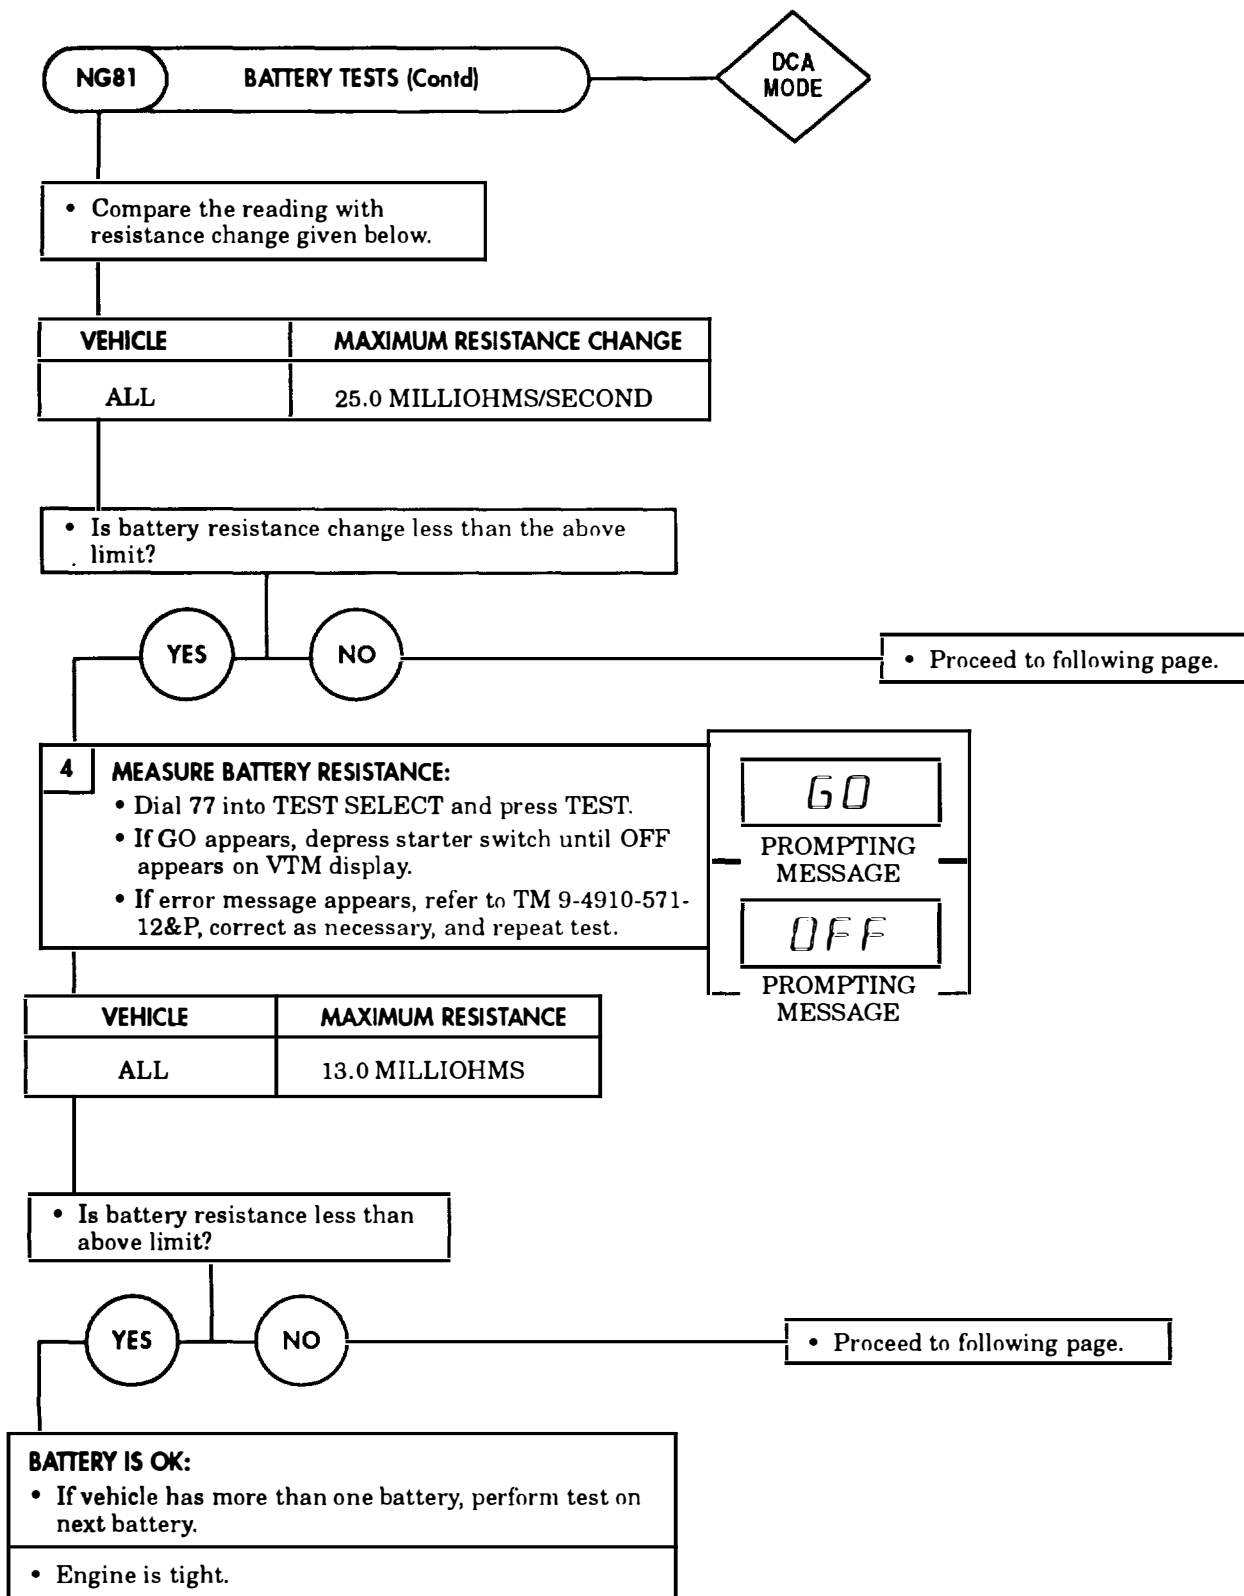 NG81 BATTERY TESTS (Contd)
DCA
MODE
• Compare the reading with
resistance change given below.
VEHICLE MAXIMUM RESISTANCE CHANGE
ALL 25.0 MILLIOHMS/SECOND
• Is battery resistance change less than the above
limit?
YES NO
• Proceed to following page.
4 MEASURE BATTERY RESISTANCE:
• Dial 77 into TEST SELECT and press TEST.
• If GO appears, depress starter switch until OFF
appears on VTM display.
• If error message appears, refer to TM 9-4910-571-
12&P, correct as necessary, and repeat test.
GO
PROMPTING
MESSAGE
OFF
PROMPTING
MESSAGE
VEHICLE MAXIMUM RESISTANCE
ALL 13.0 MILLIOHMS
• Is battery resistance less than
above limit?
YES NO
• Proceed to following page.
BATTERY IS OK:
• If vehicle has more than one battery, perform test on
next battery.
• Engine is tight.